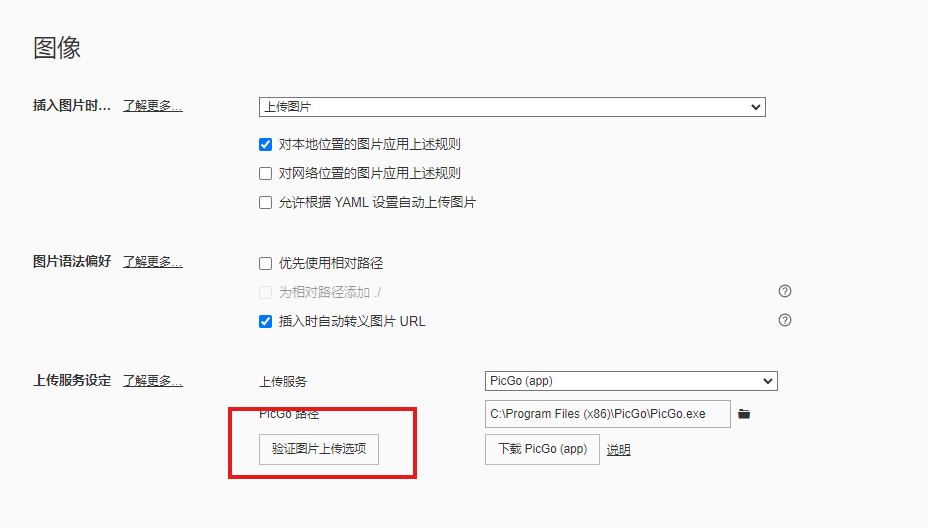 图像
插入图片时... 了解更多... 上传图片
对本地位置的图片应用上述规则
对网络位置的图片应用上述规则
允许根据 YAML 设置自动上传图片
图片语法偏好 了解更多... 优先使用相对路径
为相对路径添加 ./
插入时自动转义图片 URL
上传服务设定 了解更多... 上传服务 PicGo (app)
PicGo 路径 C:\Program Files (x86)\PicGo\PicGo.exe
验证图片上传选项 下载 PicGo (app) 说明